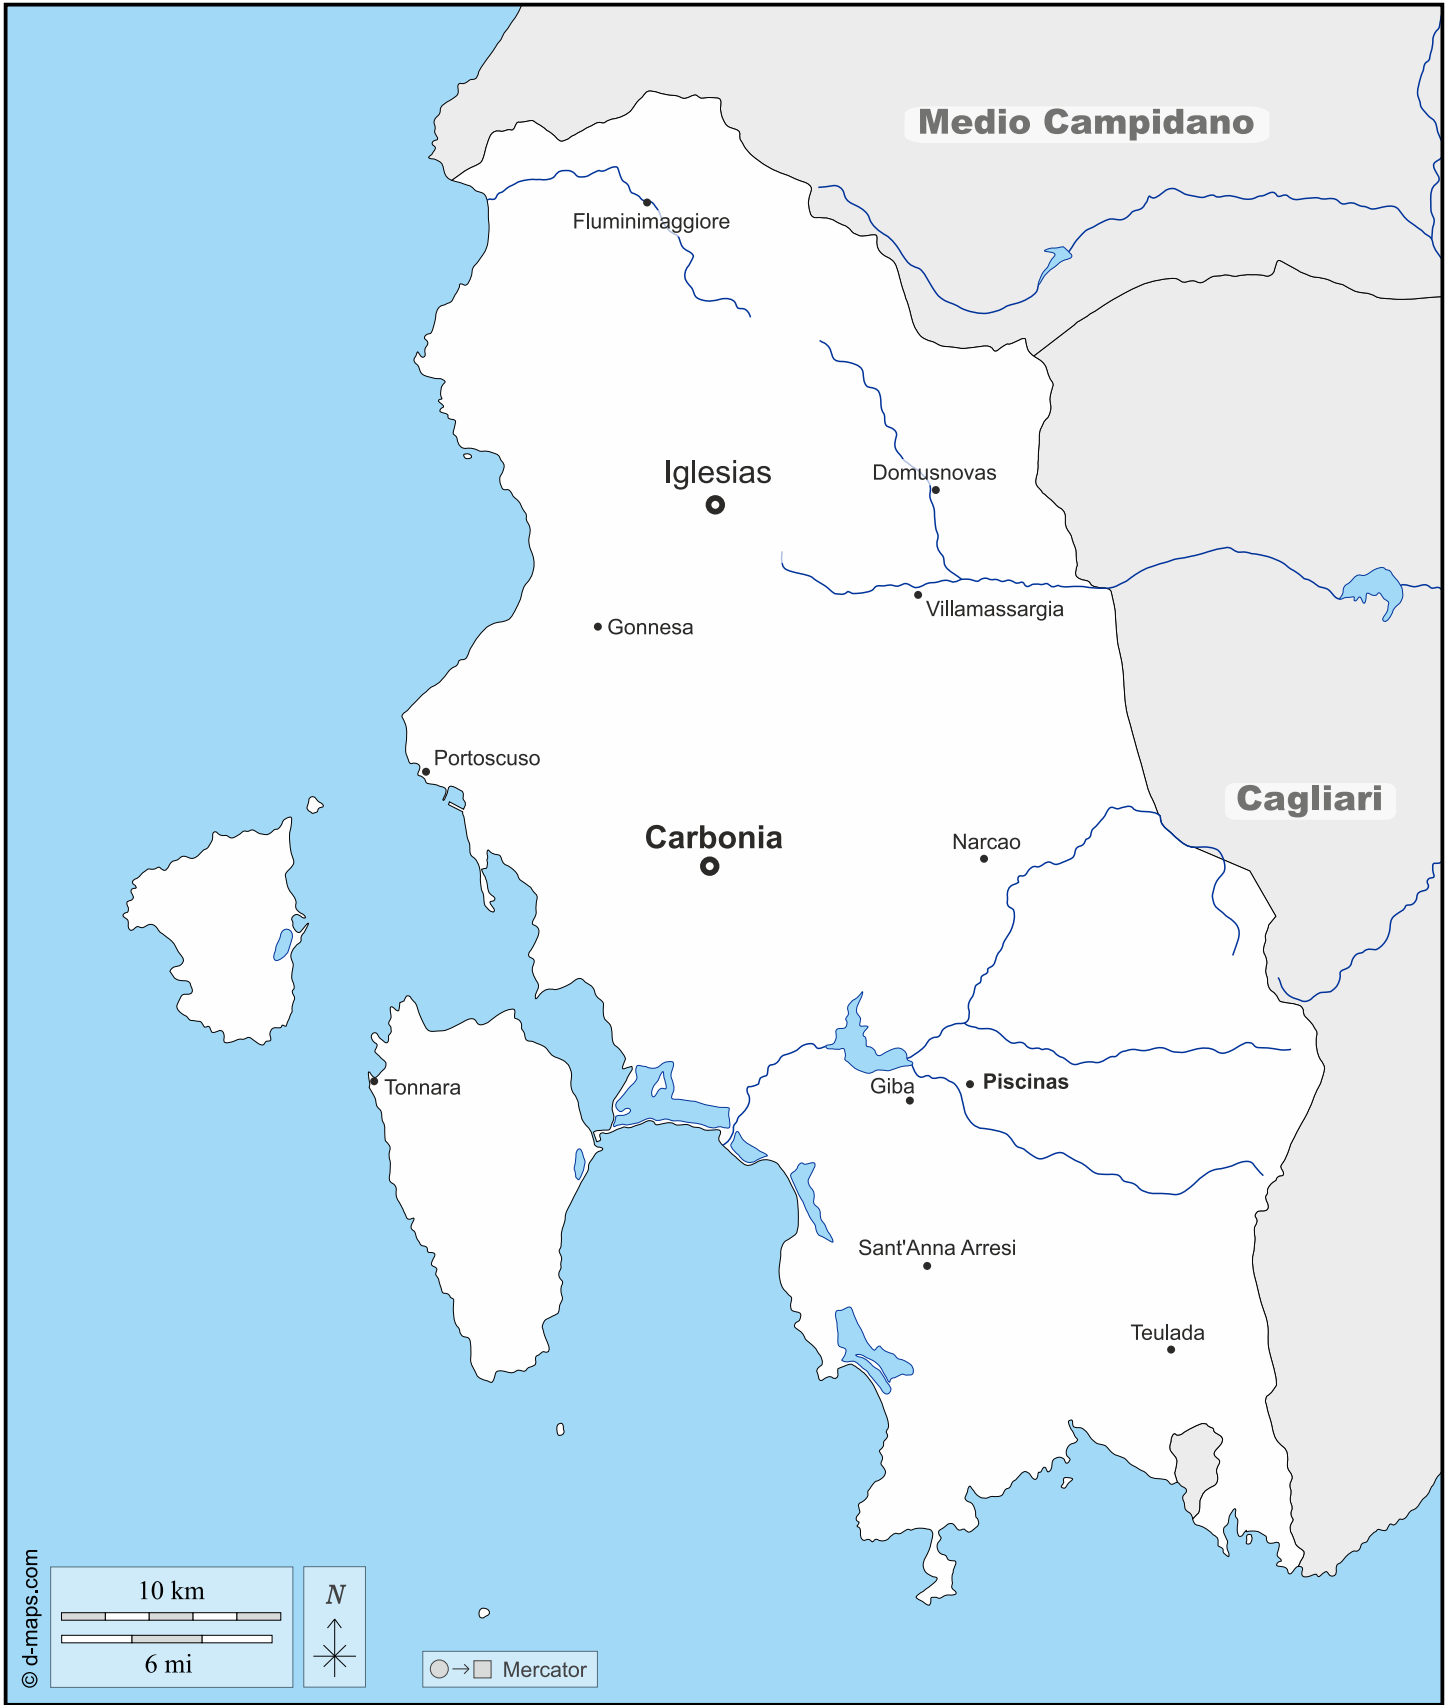 Medio Campidano
Fluminimaggiore
Iglesias
Domusnovas
Villamassargia
Gonnesa
Portoscuso
Cagliari
Carbonia
Narcao
Tonnara
Giba
Piscinas
Sant'Anna Arresi
Teulada
© d-maps.com
10 km
6 mi
N
Mercator